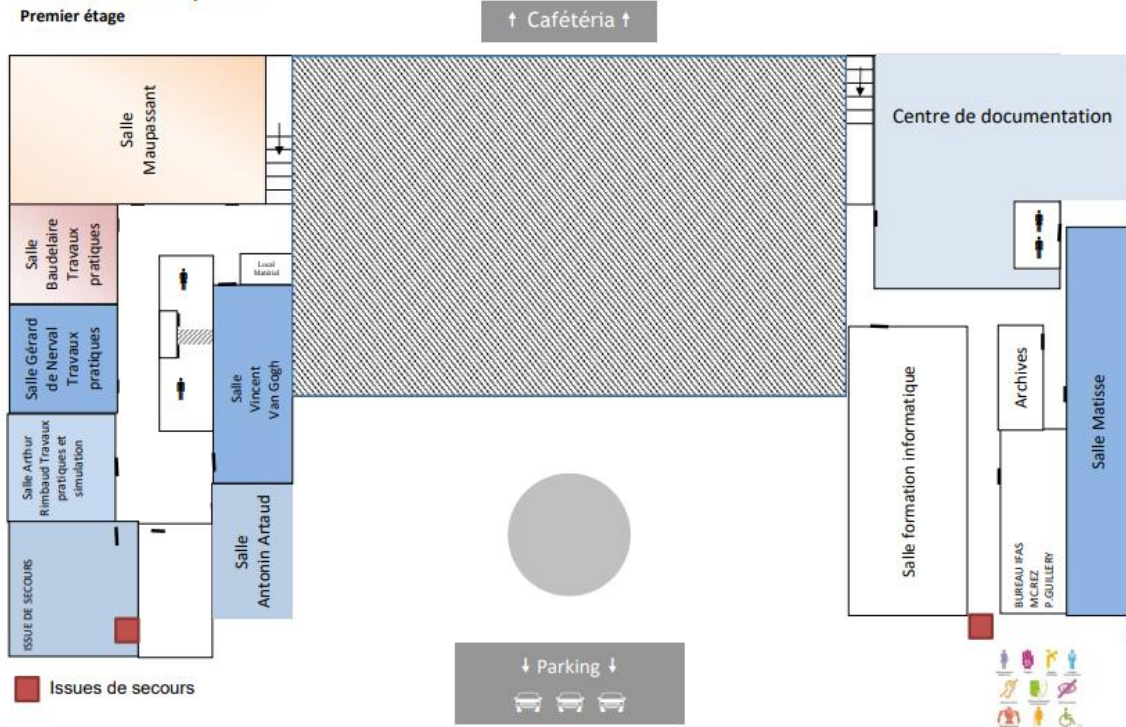 Premier étage
↑ Cafétéria ↑
Salle
Maupassant
Centre de documentation
Salle
Baudelaire
Travaux
pratiques
Local
Matériel
Salle Gérard
de Nerval
Travaux
pratiques
Salle
Vincent
Van Gogh
Salle Arthur
Rimbaud Travaux
pratiques et
simulation
Salle
Antonin Artaud
ISSUE DE SECOURS
Salle formation informatique
Archives
BUREAU IFAS
MC.REZ
P.GUILLERY
Salle Matisse
↓ Parking ↓
Issues de secours